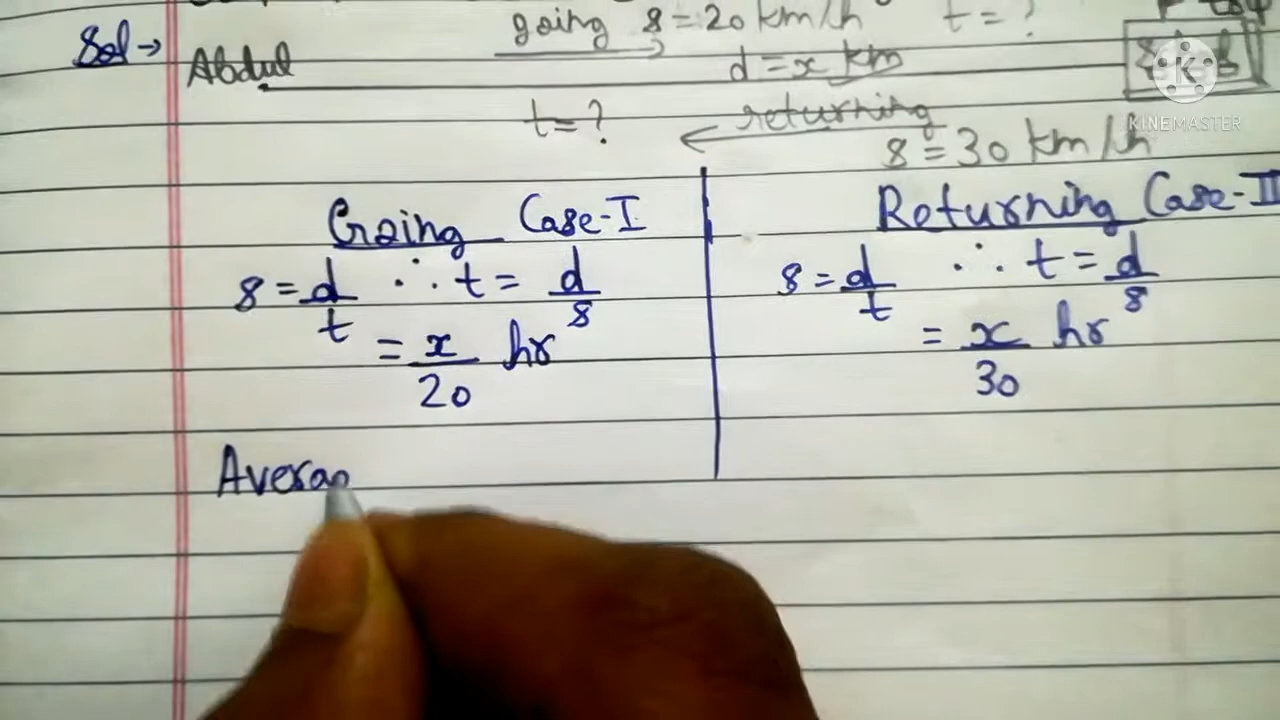 going s = 20 km/h t = ?
Sol → Abdul d = x km
t = ? returning
s = 30 km/h
KINEMASTER
Going Case-I Returning Case-II
s = d/t ∴ t = d/s s = d/t ∴ t = d/s
= x/20 hr = x/30 hr
Avera